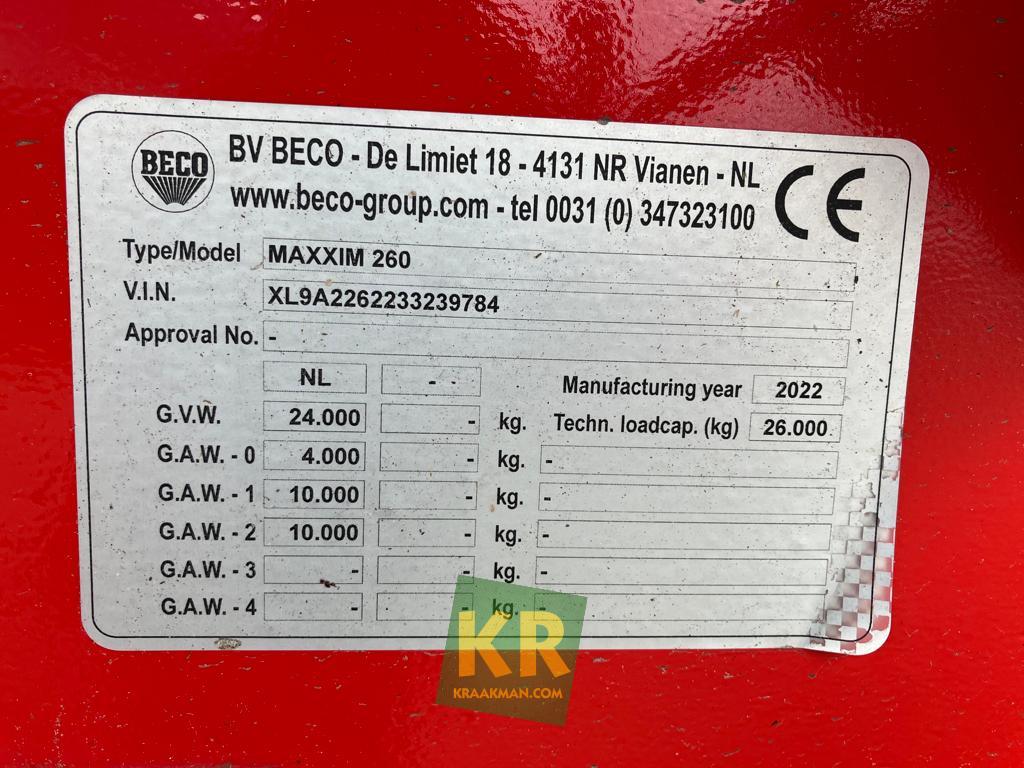 BECO
BV BECO - De Limiet 18 - 4131 NR Vianen - NL
www.beco-group.com - tel 0031 (0) 347323100
CE
Type/Model MAXXIM 260
V.I.N. XL9A2262233239784
Approval No. -
NL - - Manufacturing year 2022
G.V.W. 24.000 - kg. Techn. loadcap. (kg) 26.000
G.A.W. - 0 4.000 - kg. -
G.A.W. - 1 10.000 - kg. -
G.A.W. - 2 10.000 - kg. -
G.A.W. - 3 - - kg. -
G.A.W. - 4 - - kg. -
KR
KRAAKMAN.COM